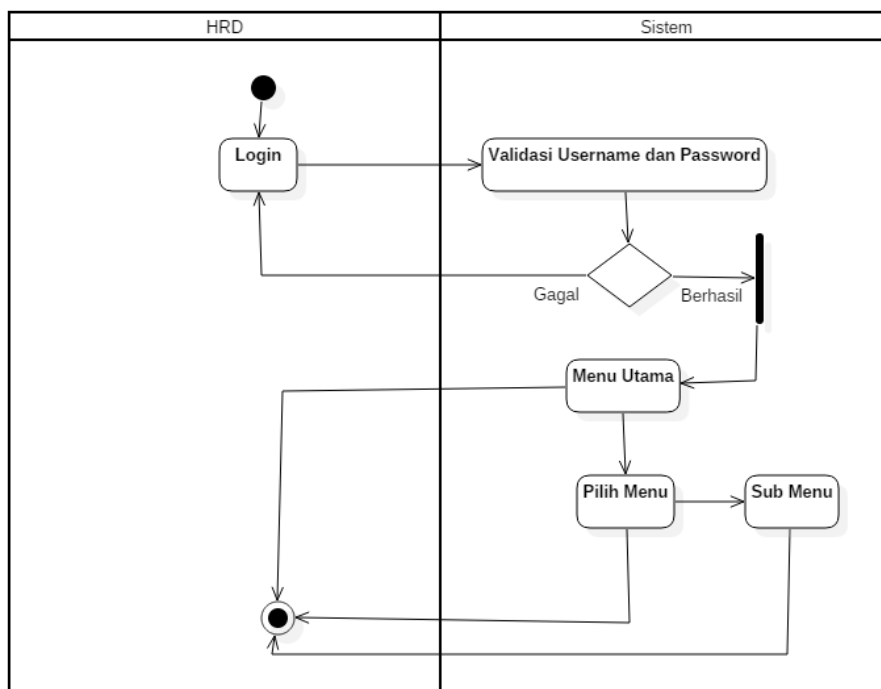 HRD
Sistem
Login
Validasi Username dan Password
Gagal
Berhasil
Menu Utama
Pilih Menu
Sub Menu